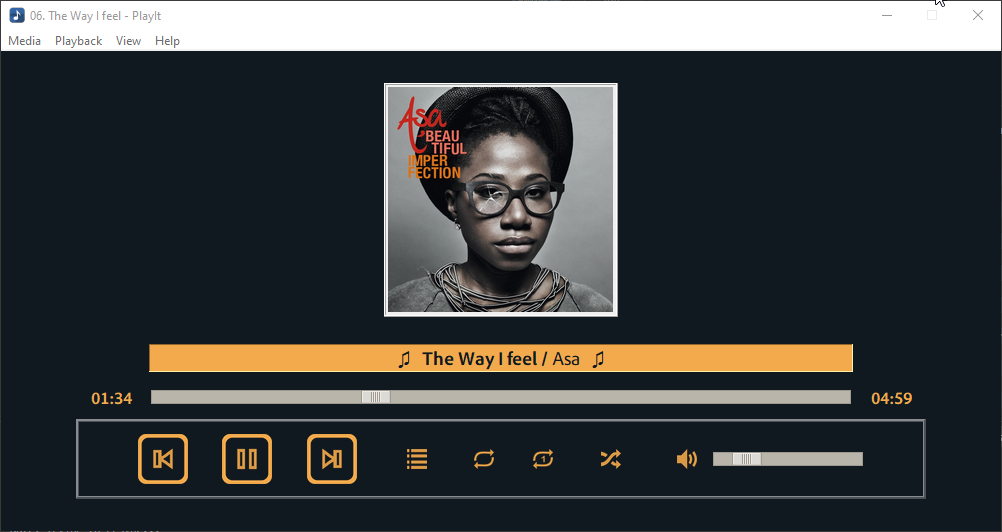 06. The Way I feel - PlayIt
Media Playback View Help
Asa
BEAU
TIFUL
IMPER
FECTION
♫ The Way I feel / Asa ♫
01:34 04:59
1